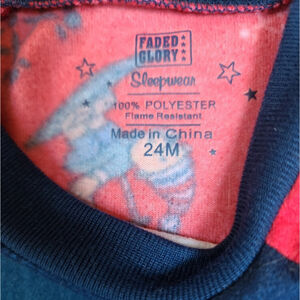 FADED
GLORY
Sleepwear
100% POLYESTER
Flame Resistant
Made in China
24M